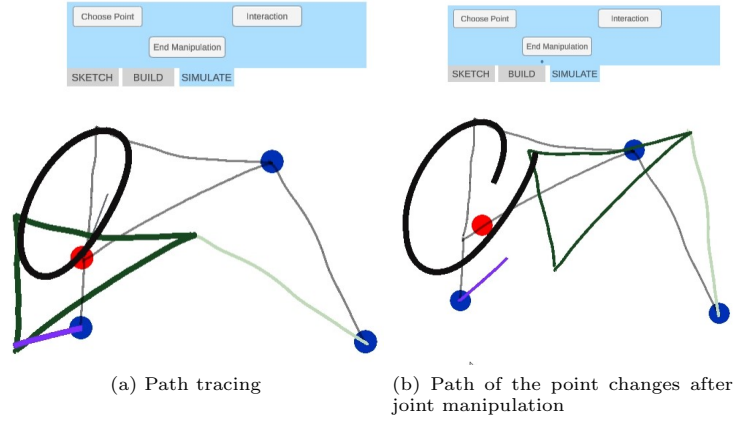 Choose Point
Interaction
End Manipulation
SKETCH
BUILD
SIMULATE
Choose Point
Interaction
End Manipulation
SKETCH
BUILD
SIMULATE
(a) Path tracing
(b) Path of the point changes after
joint manipulation